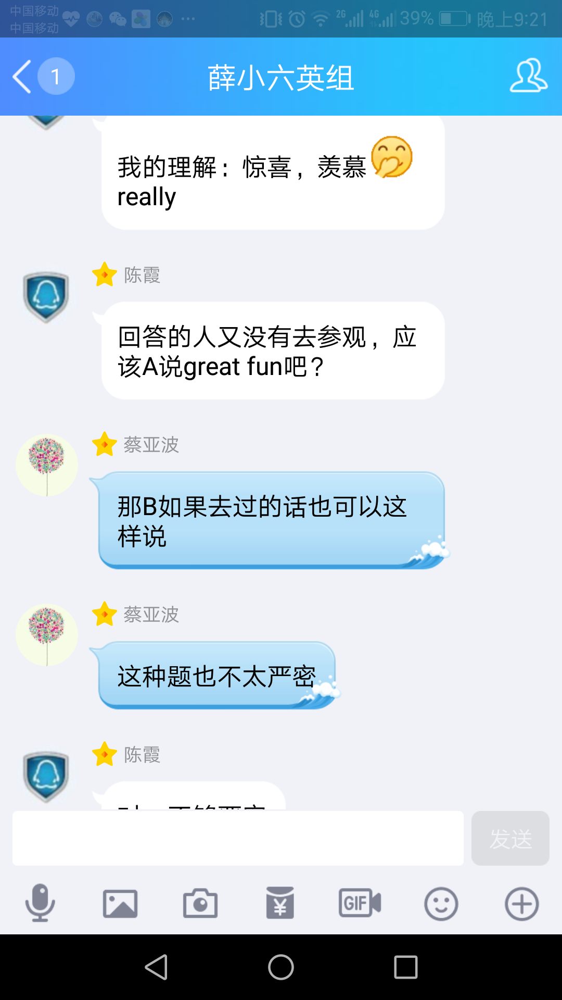 中国移动
中国移动
2G
4G
39%
晚上9:21
1
薛小六英组
我的理解：惊喜，羡慕
really
陈霞
回答的人又没有去参观，应
该A说great fun吧？
蔡亚波
那B如果去过的话也可以这
样说
蔡亚波
这种题也不太严密
陈霞
发送
GIF